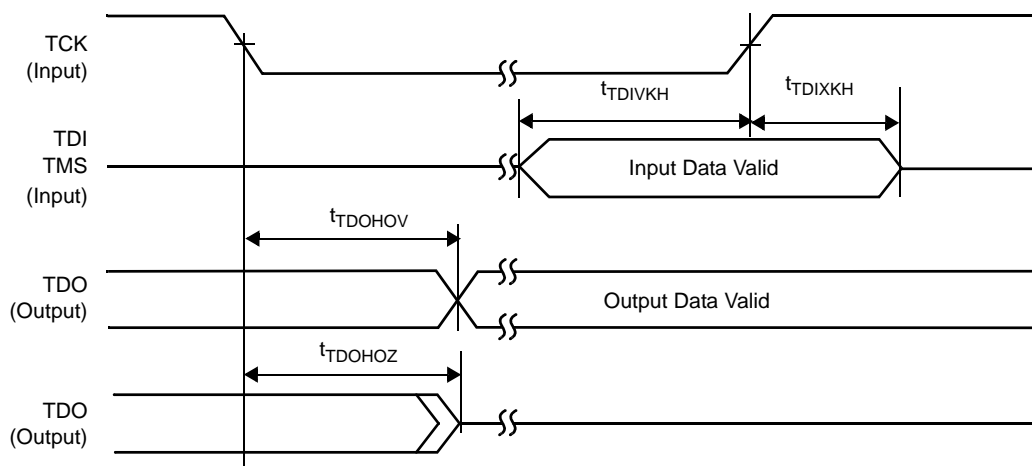 TCK
(Input)
tTDIVKH
tTDIXKH
TDI
TMS
(Input)
Input Data Valid
tTDOHOV
TDO
(Output)
Output Data Valid
tTDOHOZ
TDO
(Output)